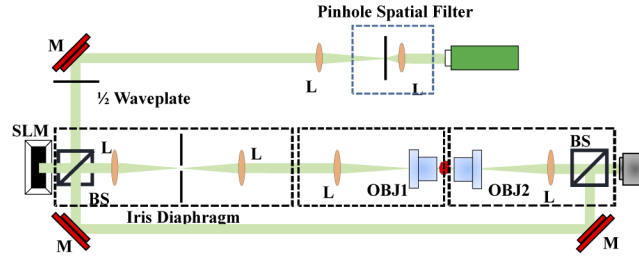 Pinhole Spatial Filter
M
L
L
½ Waveplate
SLM
L
L
BS
BS
L
OBJ1
OBJ2
L
Iris Diaphragm
M
M